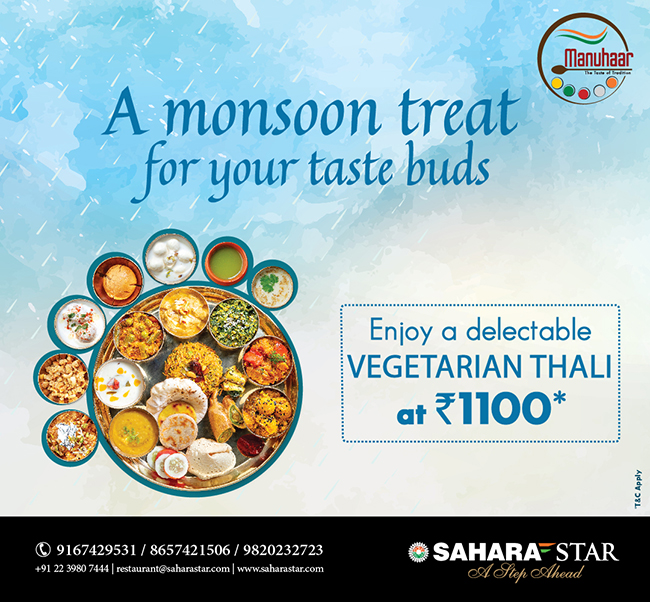 Manuhaar
The Taste of Tradition
A monsoon treat
for your taste buds
Enjoy a delectable
VEGETARIAN THALI
at ₹1100*
*T&C Apply
9167429531 / 8657421506 / 9820232723
+91 22 3980 7444 | restaurant@saharastar.com | www.saharastar.com
SAHARA STAR
A Step Ahead